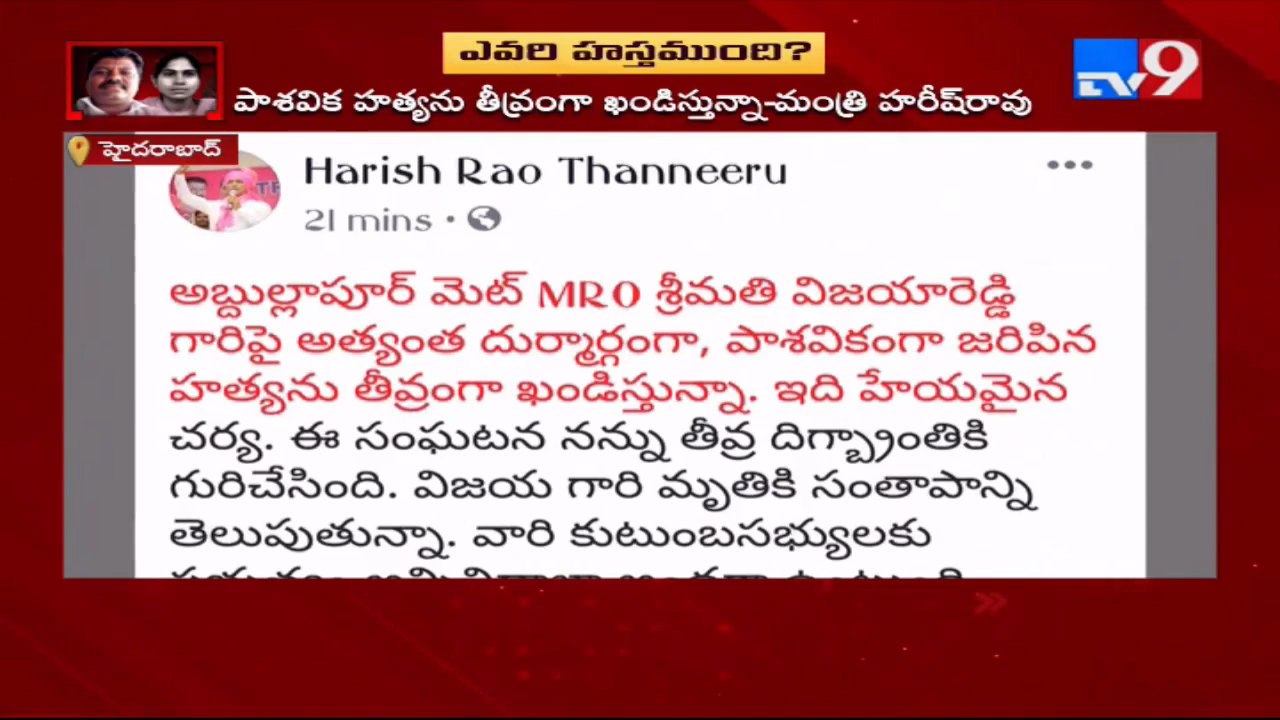 ఎవరి హస్తముంది?
పాశవిక హత్యను తీవ్రంగా ఖండిస్తున్నా-మంత్రి హరీష్‌రావు
TV9
హైదరాబాద్
Harish Rao Thanneeru
21 mins
అబ్దుల్లాపూర్ మెట్ MRO శ్రీమతి విజయారెడ్డి
గారిపై అత్యంత దుర్మార్గంగా, పాశవికంగా జరిపిన
హత్యను తీవ్రంగా ఖండిస్తున్నా. ఇది హేయమైన
చర్య. ఈ సంఘటన నన్ను తీవ్ర దిగ్బ్రాంతికి
గురిచేసింది. విజయ గారి మృతికి సంతాపాన్ని
తెలుపుతున్నా. వారి కుటుంబసభ్యులకు